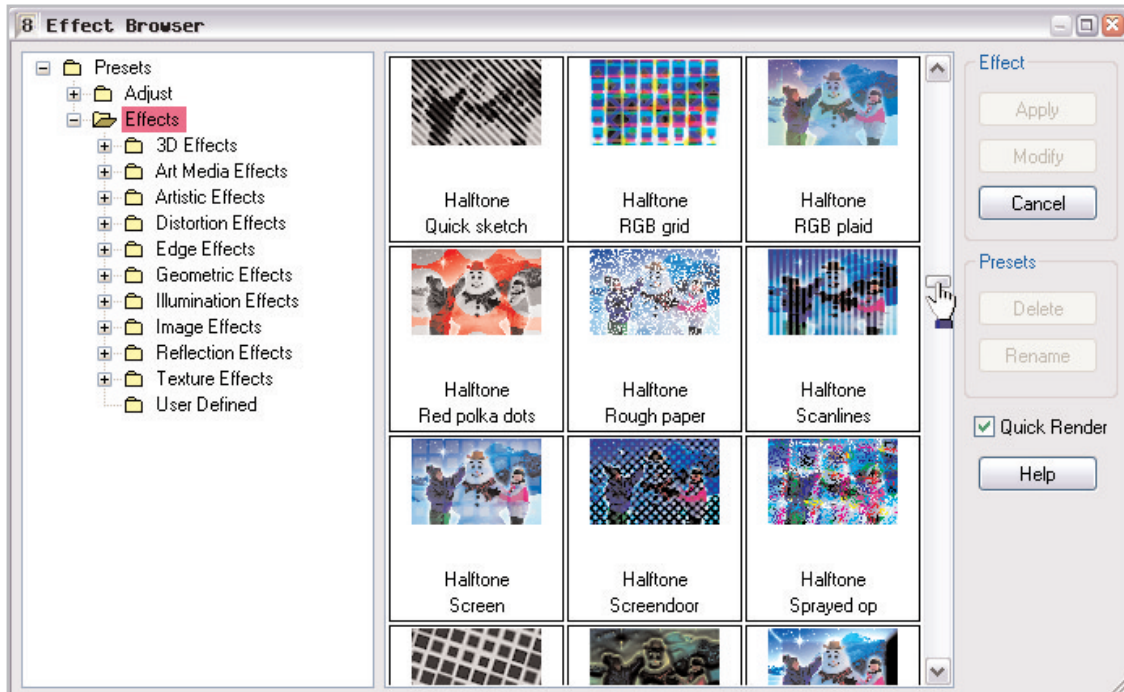 8 Effect Browser
Presets
Adjust
Effects
3D Effects
Art Media Effects
Artistic Effects
Distortion Effects
Edge Effects
Geometric Effects
Illumination Effects
Image Effects
Reflection Effects
Texture Effects
User Defined
Halftone
Quick sketch
Halftone
RGB grid
Halftone
RGB plaid
Halftone
Red polka dots
Halftone
Rough paper
Halftone
Scanlines
Halftone
Screen
Halftone
Screendoor
Halftone
Sprayed op
Effect
Apply
Modify
Cancel
Presets
Delete
Rename
Quick Render
Help